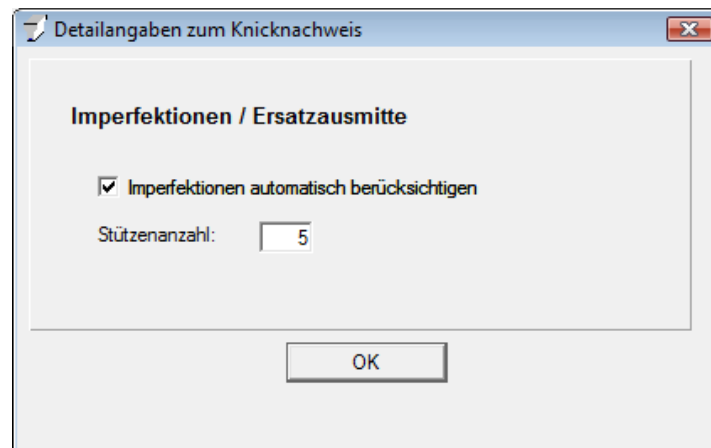 Detailangaben zum Knicknachweis
Imperfektionen / Ersatzausmitte
Imperfektionen automatisch berücksichtigen
Stützenanzahl: 5
OK